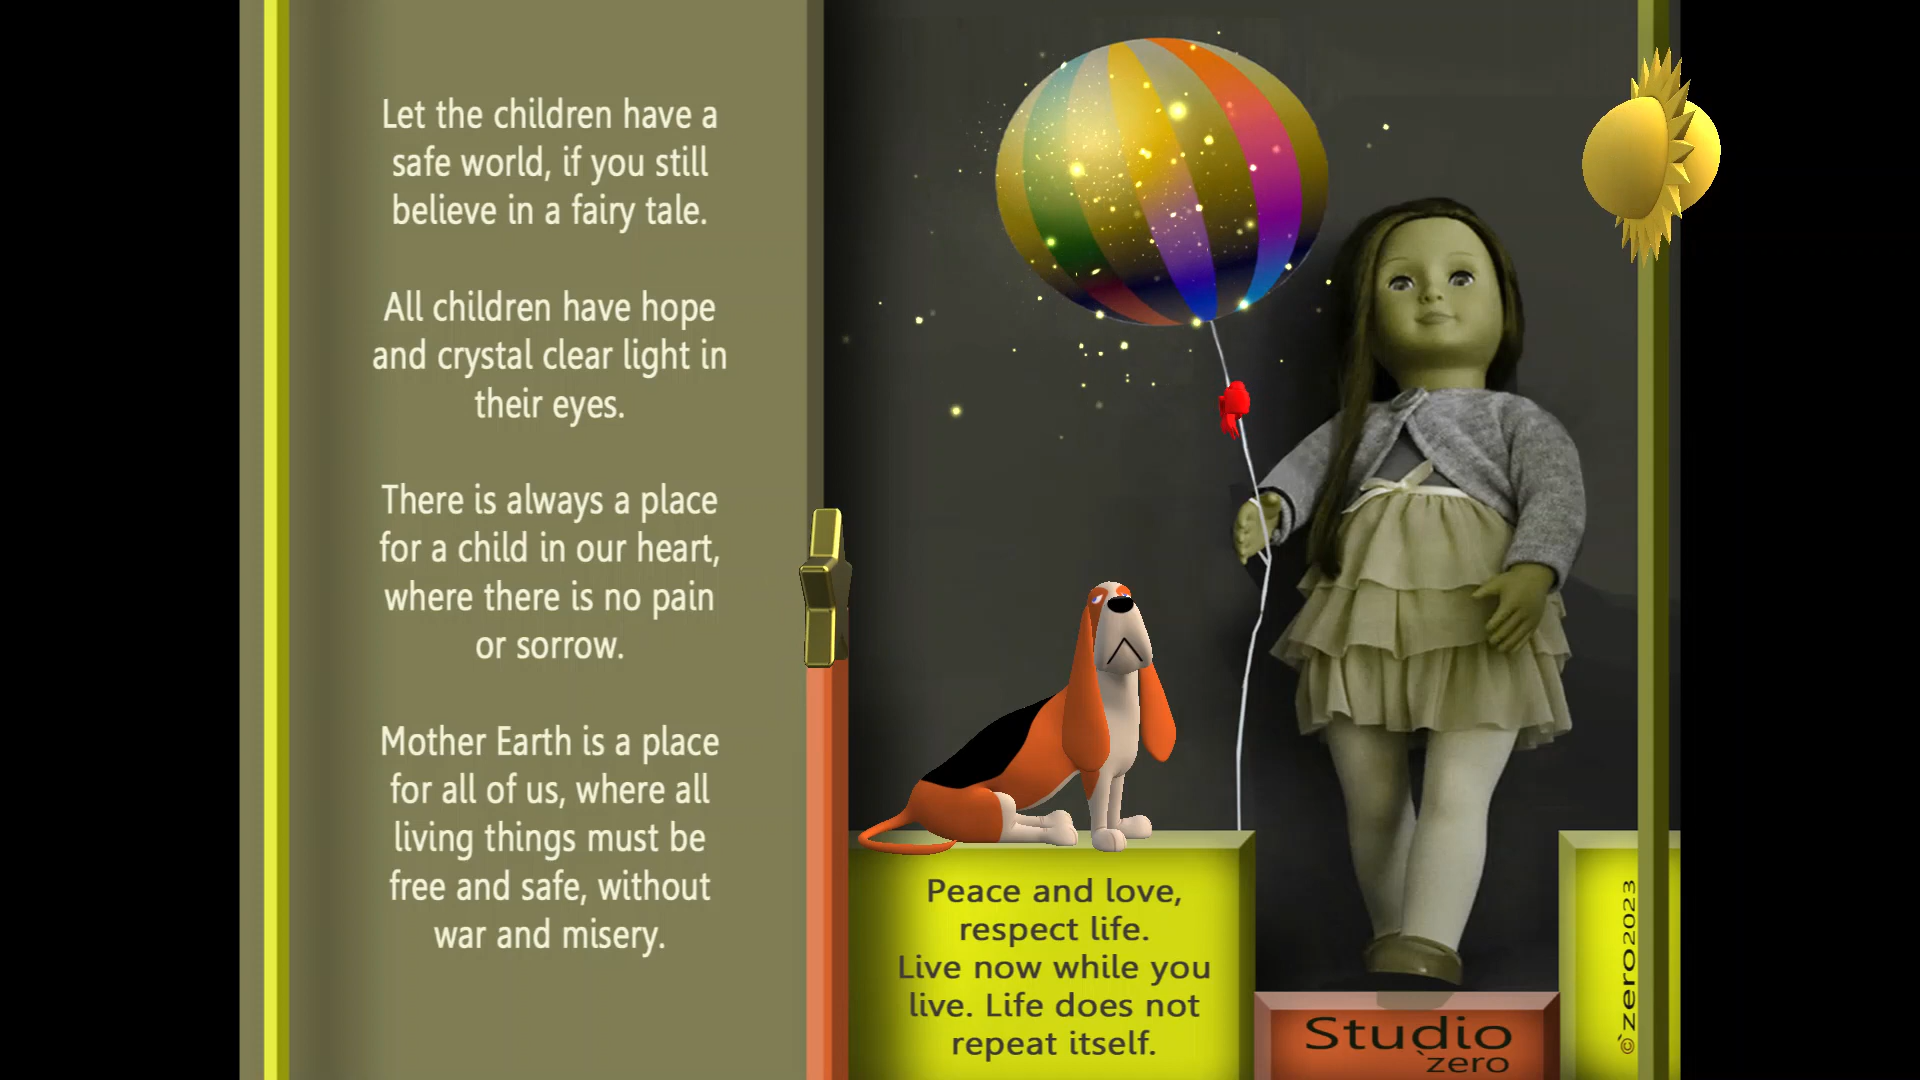 Let the children have a
safe world, if you still
believe in a fairy tale.
All children have hope
and crystal clear light in
their eyes.
There is always a place
for a child in our heart,
where there is no pain
or sorrow.
Mother Earth is a place
for all of us, where all
living things must be
free and safe, without
war and misery.
Peace and love,
respect life.
Live now while you
live. Life does not
repeat itself.
Studio
`zero
©`zero2023